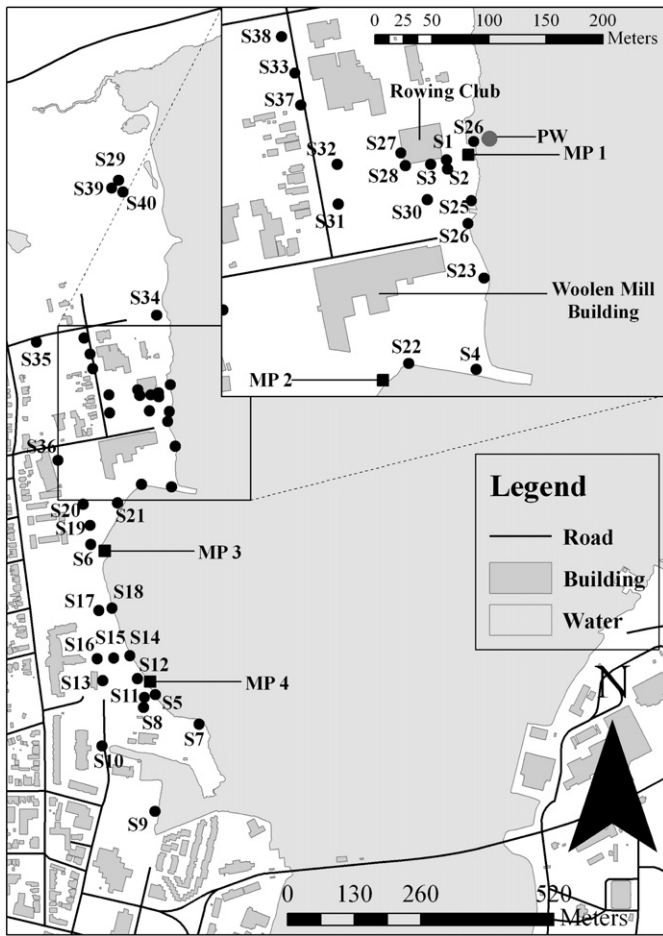 0 25 50 100 150 200
Meters
S38
S33
S37
Rowing Club
S26
PW
S32
S27
S1
MP 1
S28
S3
S2
S31
S30
S25
S26
S23
Woolen Mill
Building
S22
S4
MP 2
S29
S39
S40
S34
S35
S36
S20
S21
S19
S6
MP 3
S17
S18
S16
S15
S14
S12
MP 4
S13
S11
S5
S8
S7
S10
S9
Legend
Road
Building
Water
N
0 130 260 520
Meters